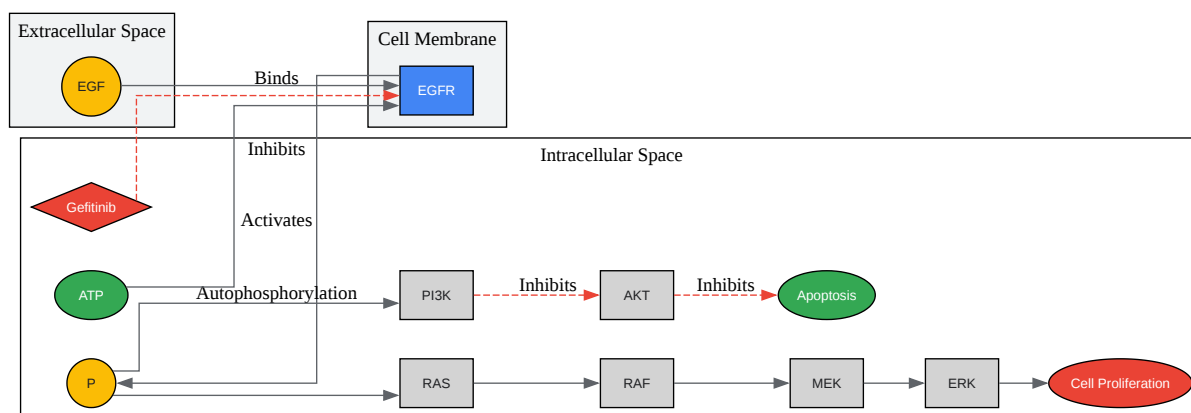 Extracellular Space
Cell Membrane
EGF
Binds
EGFR
Inhibits
Intracellular Space
Gefitinib
Activates
ATP
Autophosphorylation
PI3K
Inhibits
AKT
Inhibits
Apoptosis
P
RAS
RAF
MEK
ERK
Cell Proliferation